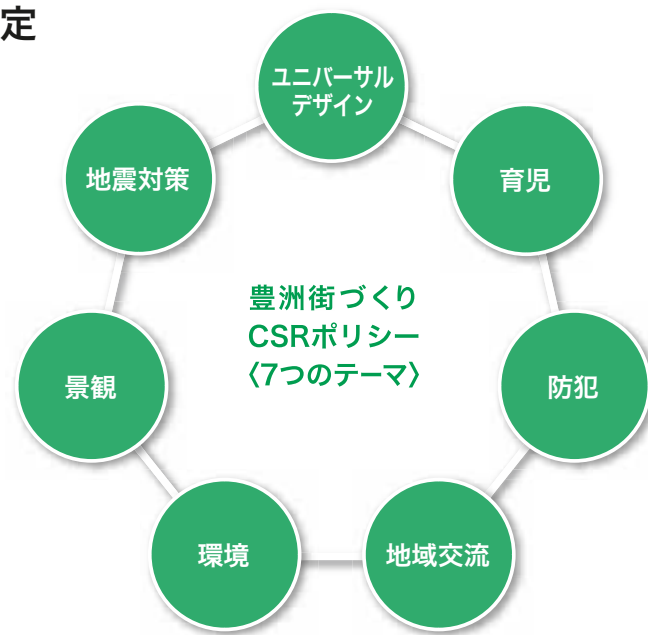 定
ユニバーサル
デザイン
地震対策
育児
豊洲街づくり
CSRポリシー
〈7つのテーマ〉
景観
防犯
環境
地域交流